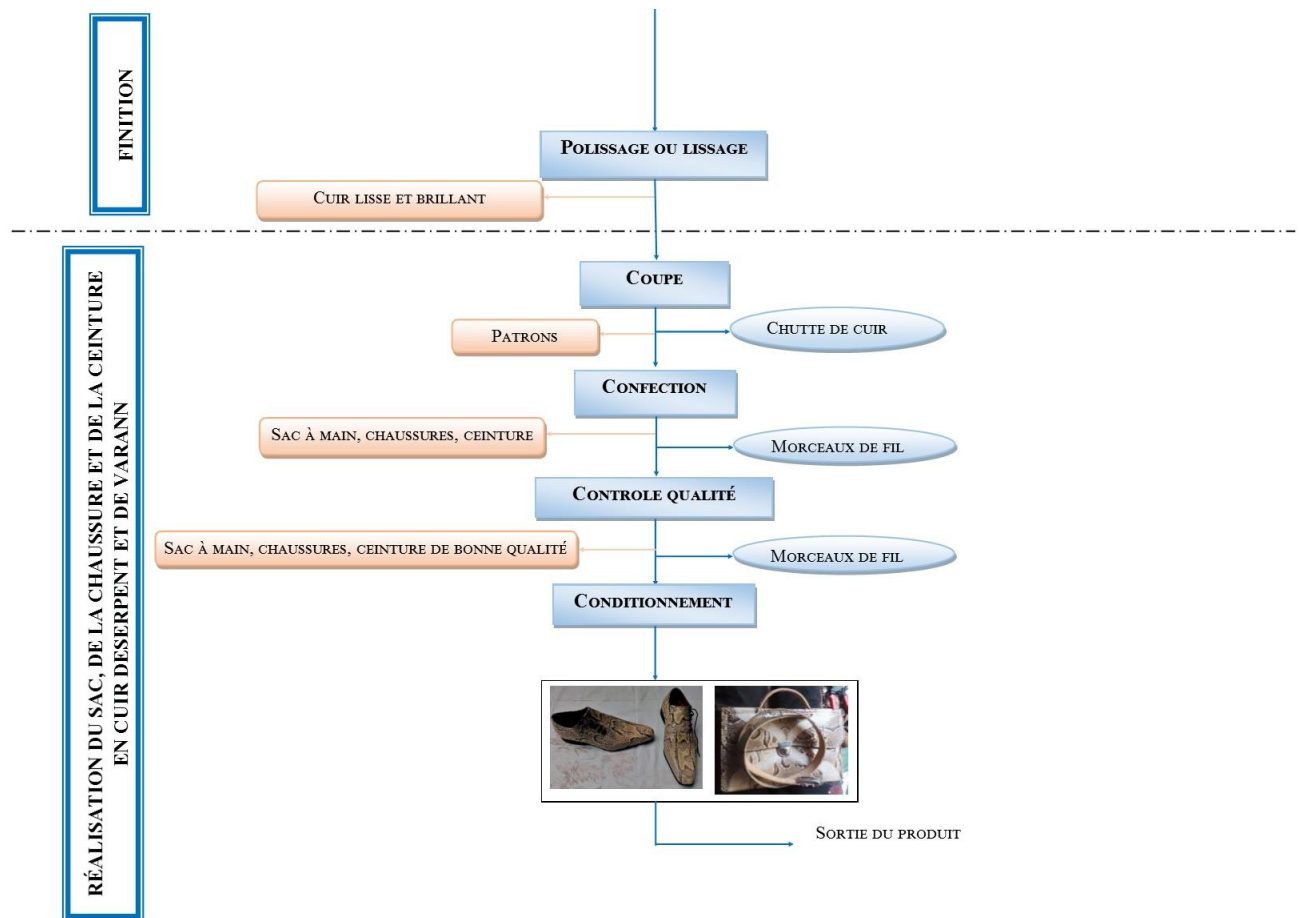 FINITION
POLISSAGE OU LISSAGE
CUIR LISSE ET BRILLANT
RÉALISATION DU SAC, DE LA CHAUSSURE ET DE LA CEINTURE
EN CUIR DESERPENT ET DE VARANN
COUPE
PATRONS
CHUTTE DE CUIR
CONFECTION
SAC À MAIN, CHAUSSURES, CEINTURE
MORCEAUX DE FIL
CONTROLE QUALITÉ
SAC À MAIN, CHAUSSURES, CEINTURE DE BONNE QUALITÉ
MORCEAUX DE FIL
CONDITIONNEMENT
SORTIE DU PRODUIT